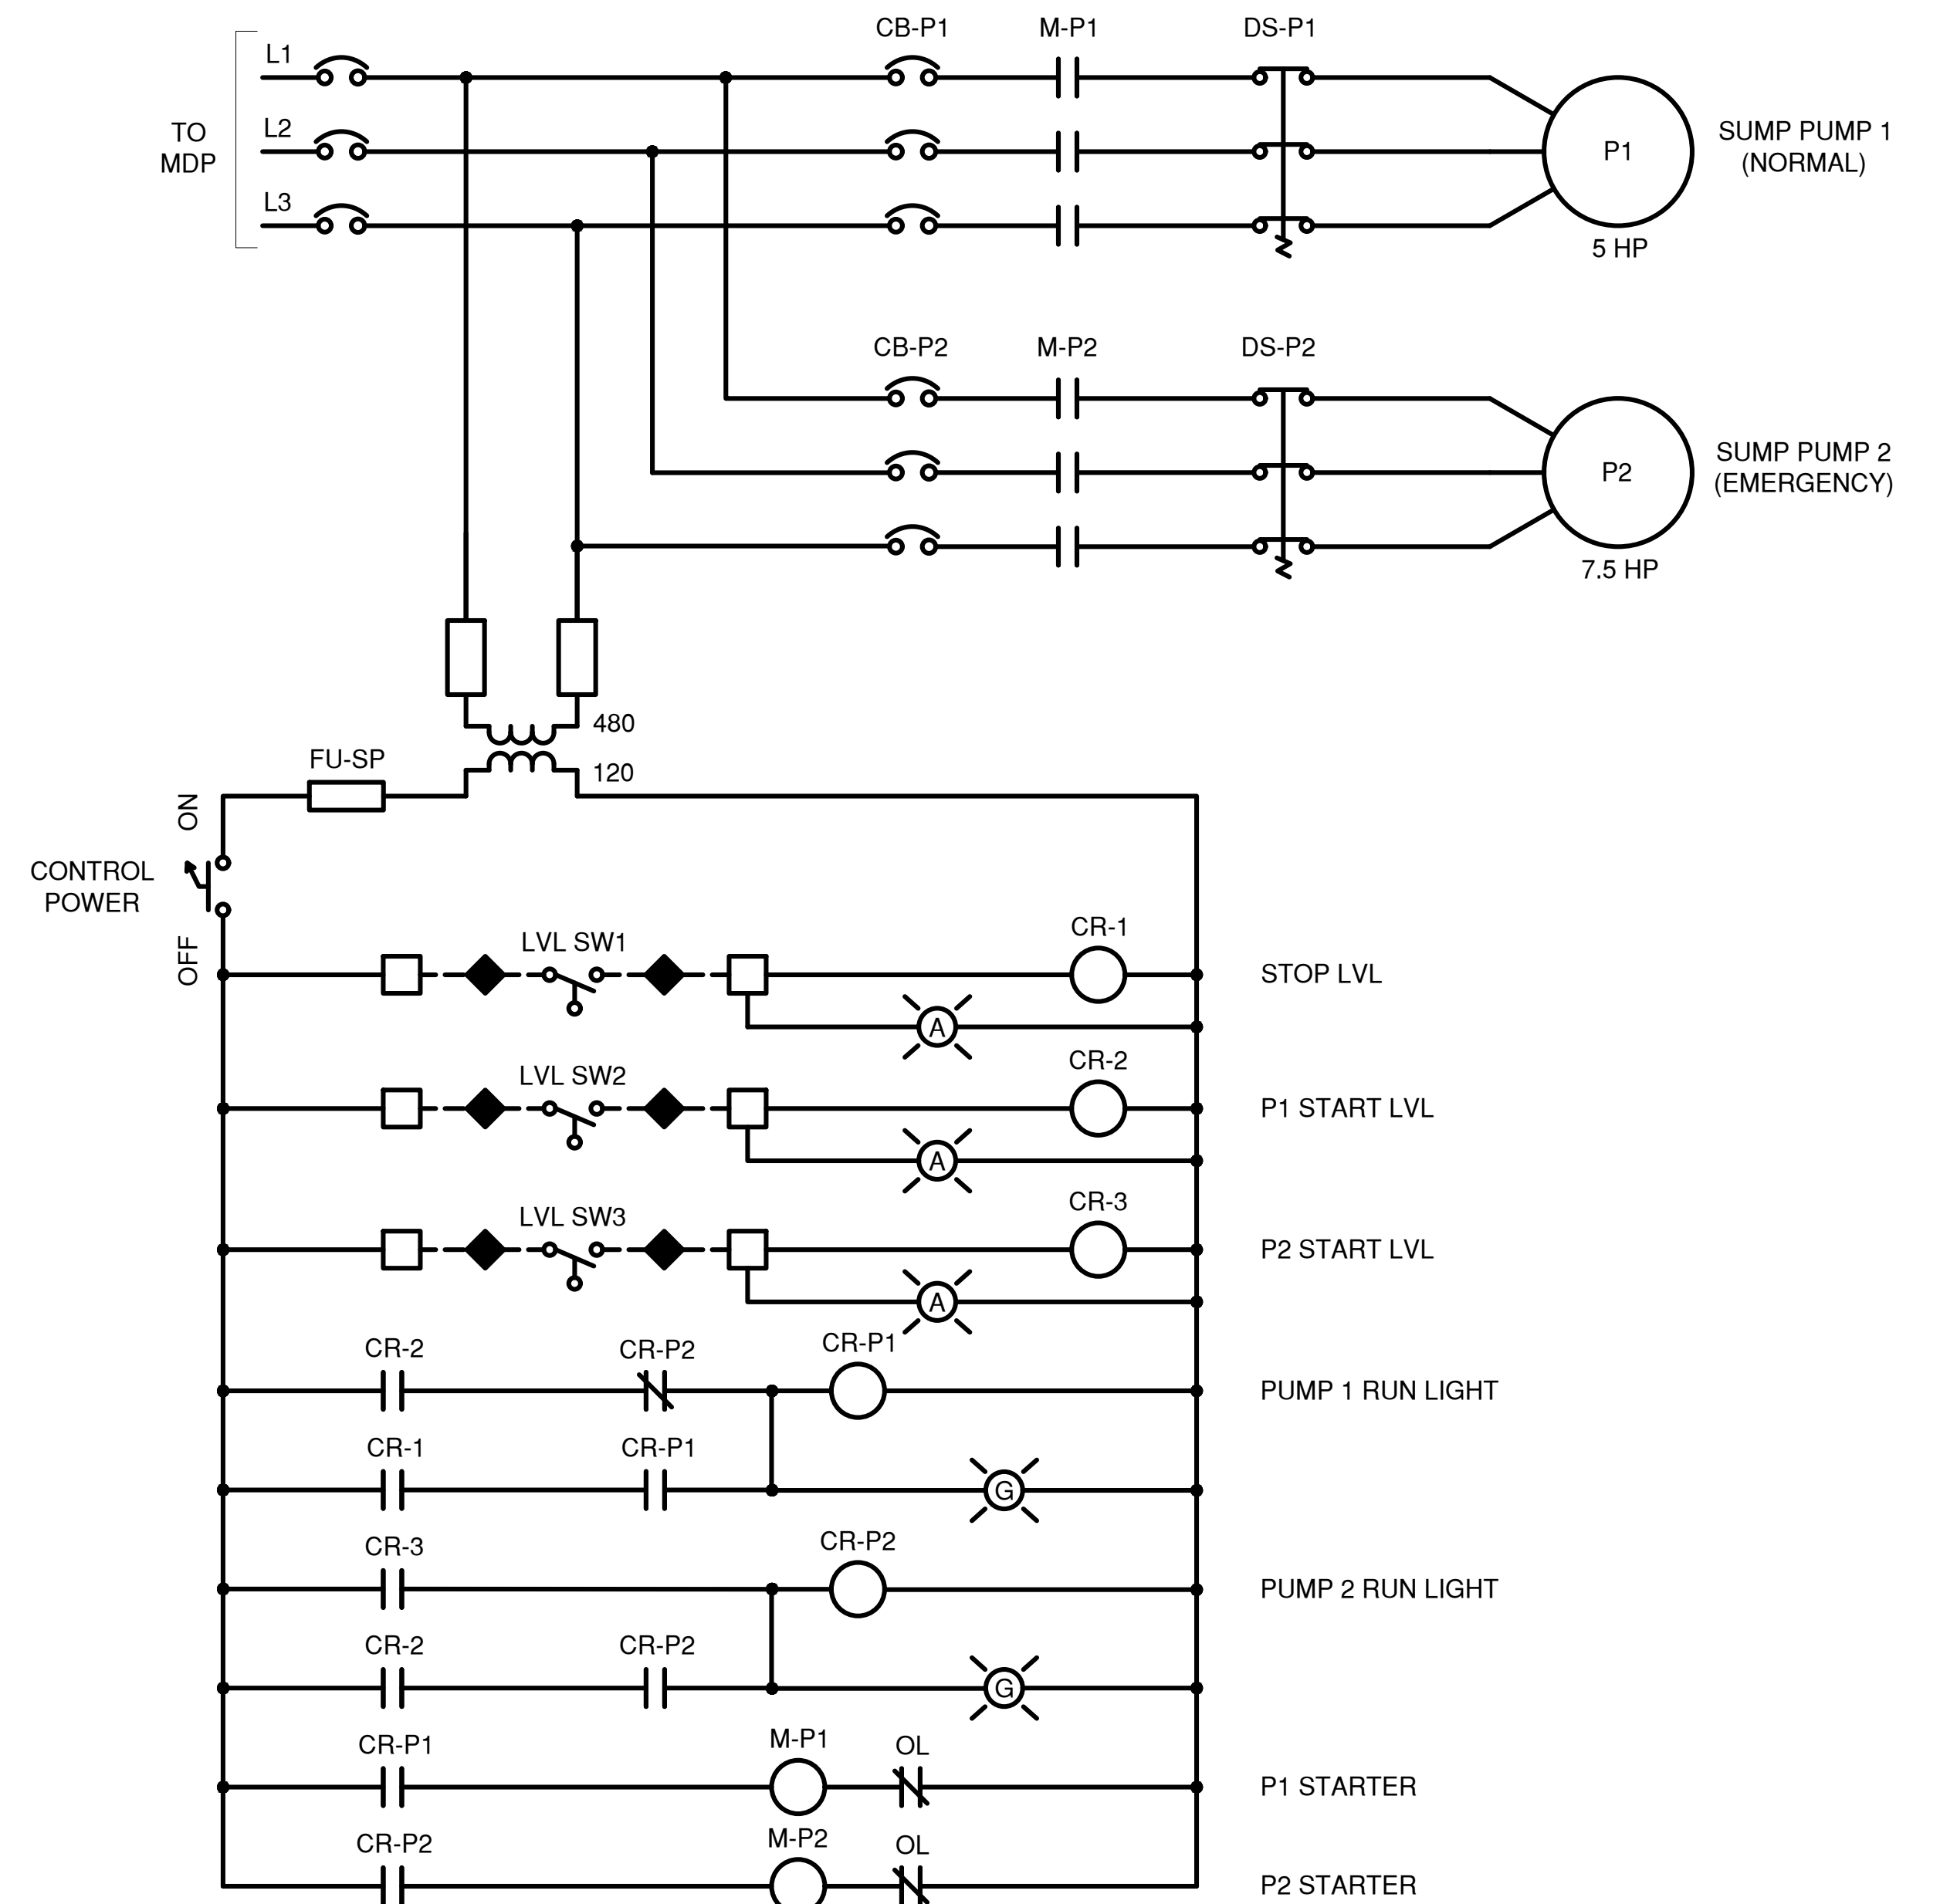 CB-P1 M-P1 DS-P1
L1
L2
TO
MDP
L3
P1
SUMP PUMP 1
(NORMAL)
5 HP
CB-P2 M-P2 DS-P2
P2
SUMP PUMP 2
(EMERGENCY)
7.5 HP
480
120
FU-SP
ON
CONTROL
POWER
OFF
LVL SW1
CR-1
STOP LVL
A
LVL SW2
CR-2
P1 START LVL
A
LVL SW3
CR-3
P2 START LVL
A
CR-2
CR-P2
CR-P1
PUMP 1 RUN LIGHT
CR-1
CR-P1
G
CR-3
CR-P2
PUMP 2 RUN LIGHT
CR-2
CR-P2
G
CR-P1
M-P1
OL
P1 STARTER
CR-P2
M-P2
OL
P2 STARTER